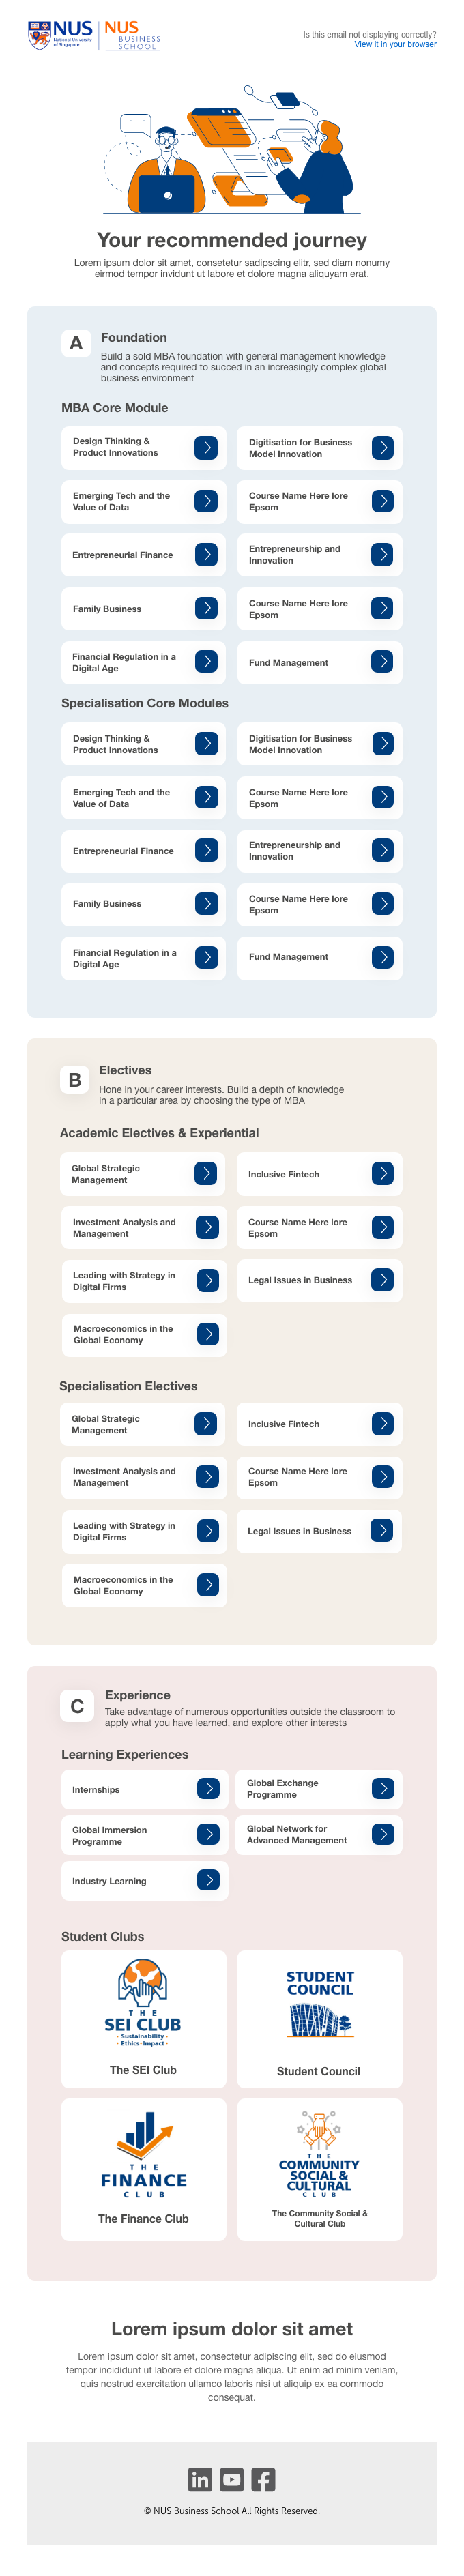 NUS
National University
of Singapore
NUS
BUSINESS
SCHOOL
Is this email not displaying correctly?
View it in your browser
Your recommended journey
Lorem ipsum dolor sit amet, consetetur sadipscing elitr, sed diam nonumy
eirmod tempor invidunt ut labore et dolore magna aliquyam erat.
A
Foundation
Build a sold MBA foundation with general management knowledge
and concepts required to succed in an increasingly complex global
business environment
MBA Core Module
Design Thinking &
Product Innovations
Digitisation for Business
Model Innovation
Emerging Tech and the
Value of Data
Course Name Here lore
Epsom
Entrepreneurial Finance
Entrepreneurship and
Innovation
Family Business
Course Name Here lore
Epsom
Financial Regulation in a
Digital Age
Fund Management
Specialisation Core Modules
Design Thinking &
Product Innovations
Digitisation for Business
Model Innovation
Emerging Tech and the
Value of Data
Course Name Here lore
Epsom
Entrepreneurial Finance
Entrepreneurship and
Innovation
Family Business
Course Name Here lore
Epsom
Financial Regulation in a
Digital Age
Fund Management
B
Electives
Hone in your career interests. Build a depth of knowledge
in a particular area by choosing the type of MBA
Academic Electives & Experiential
Global Strategic
Management
Inclusive Fintech
Investment Analysis and
Management
Course Name Here lore
Epsom
Leading with Strategy in
Digital Firms
Legal Issues in Business
Macroeconomics in the
Global Economy
Specialisation Electives
Global Strategic
Management
Inclusive Fintech
Investment Analysis and
Management
Course Name Here lore
Epsom
Leading with Strategy in
Digital Firms
Legal Issues in Business
Macroeconomics in the
Global Economy
C
Experience
Take advantage of numerous opportunities outside the classroom to
apply what you have learned, and explore other interests
Learning Experiences
Internships
Global Exchange
Programme
Global Immersion
Programme
Global Network for
Advanced Management
Industry Learning
Student Clubs
THE
SEI CLUB
• Sustainability •
• Ethics • Impact •
The SEI Club
STUDENT
COUNCIL
Student Council
THE
FINANCE
CLUB
The Finance Club
THE
COMMUNITY
SOCIAL &
CULTURAL
CLUB
The Community Social &
Cultural Club
Lorem ipsum dolor sit amet
Lorem ipsum dolor sit amet, consectetur adipiscing elit, sed do eiusmod
tempor incididunt ut labore et dolore magna aliqua. Ut enim ad minim veniam,
quis nostrud exercitation ullamco laboris nisi ut aliquip ex ea commodo
consequat.
in
f
© NUS Business School All Rights Reserved.